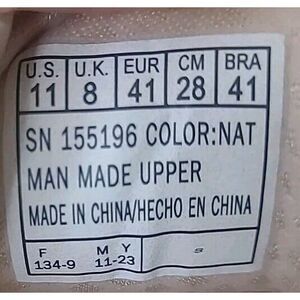 U.S. U.K. EUR CM BRA
11 8 41 28 41
SN 155196 COLOR:NAT
MAN MADE UPPER
MADE IN CHINA/HECHO EN CHINA
F M Y
134-9 11-23